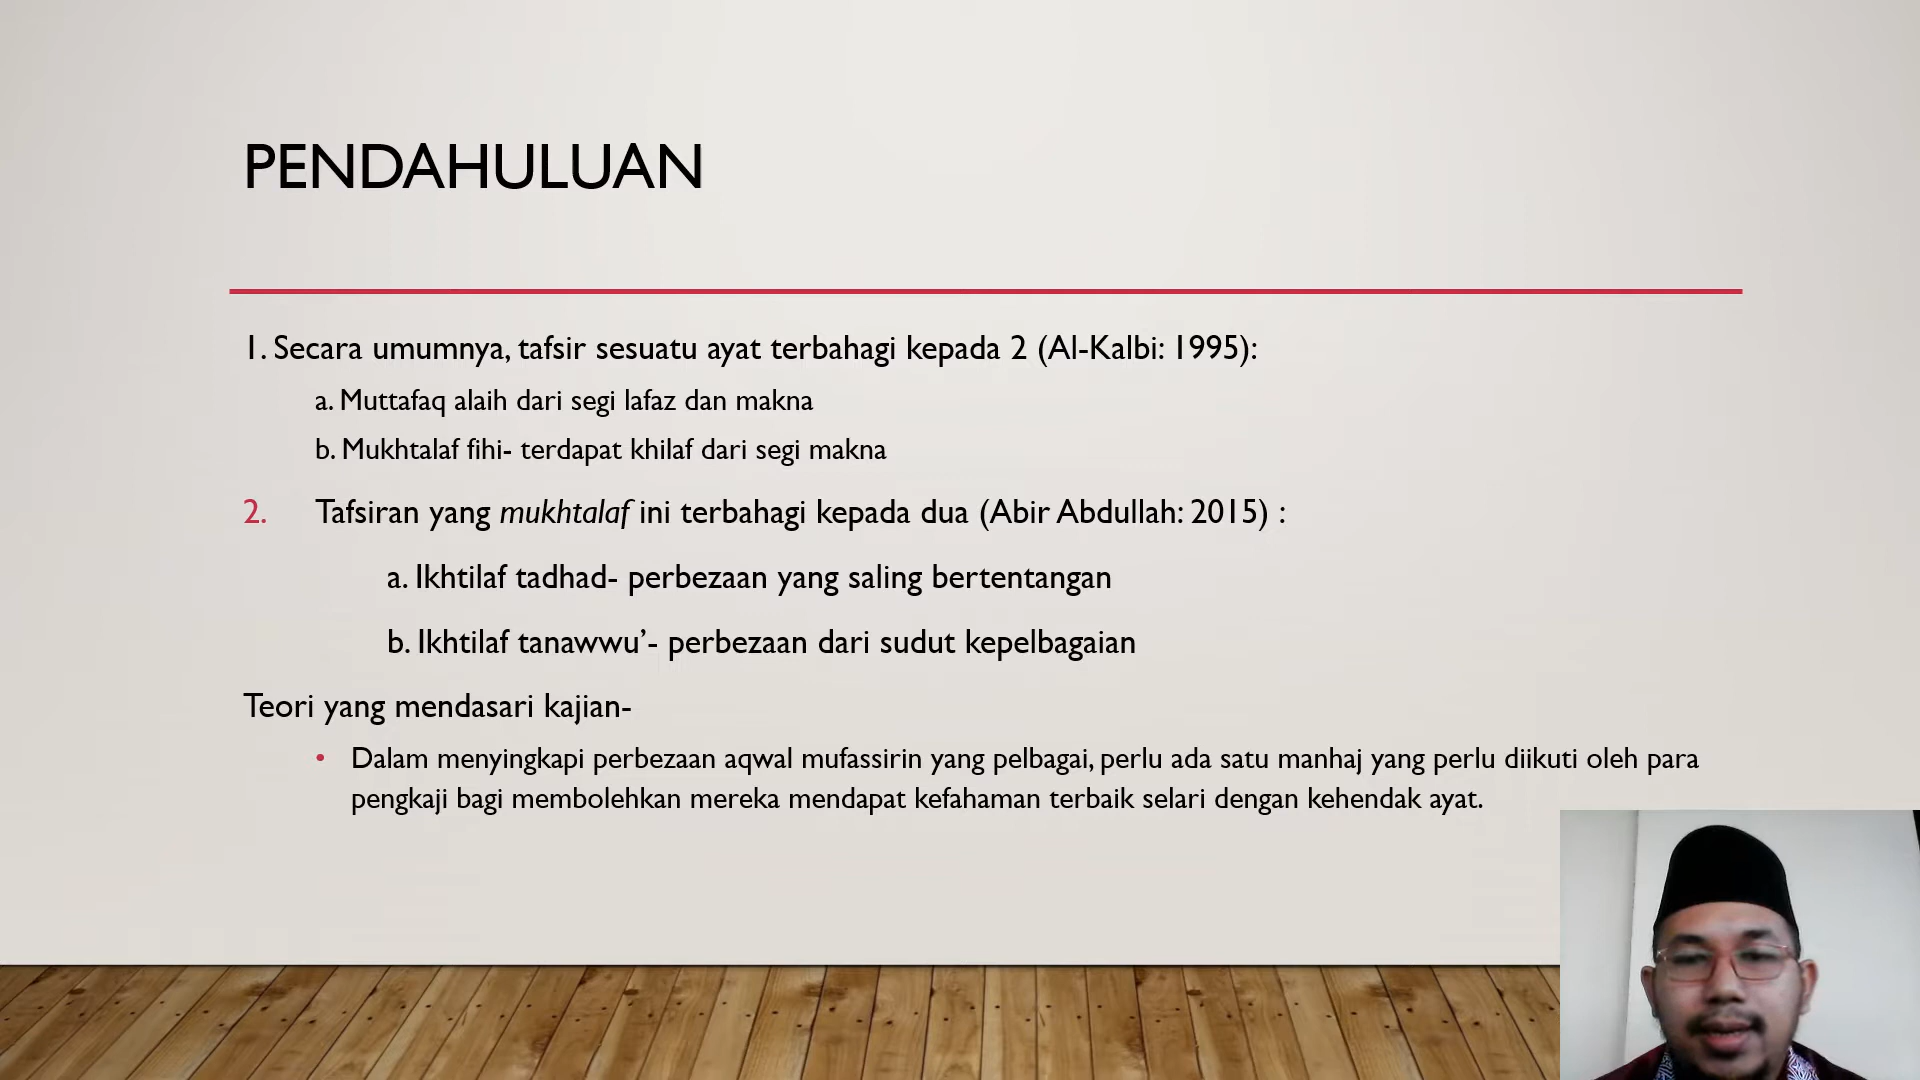 PENDAHULUAN
1. Secara umumnya, tafsir sesuatu ayat terbahagi kepada 2 (Al-Kalbi: 1995):
a. Muttafaq alaih dari segi lafaz dan makna
b. Mukhtalaf fihi- terdapat khilaf dari segi makna
2. Tafsiran yang mukhtalaf ini terbahagi kepada dua (Abir Abdullah: 2015) :
a. Ikhtilaf tadhad- perbezaan yang saling bertentangan
b. Ikhtilaf tanawwu’- perbezaan dari sudut kepelbagaian
Teori yang mendasari kajian-
• Dalam menyingkapi perbezaan aqwal mufassirin yang pelbagai, perlu ada satu manhaj yang perlu diikuti oleh para
pengkaji bagi membolehkan mereka mendapat kefahaman terbaik selari dengan kehendak ayat.